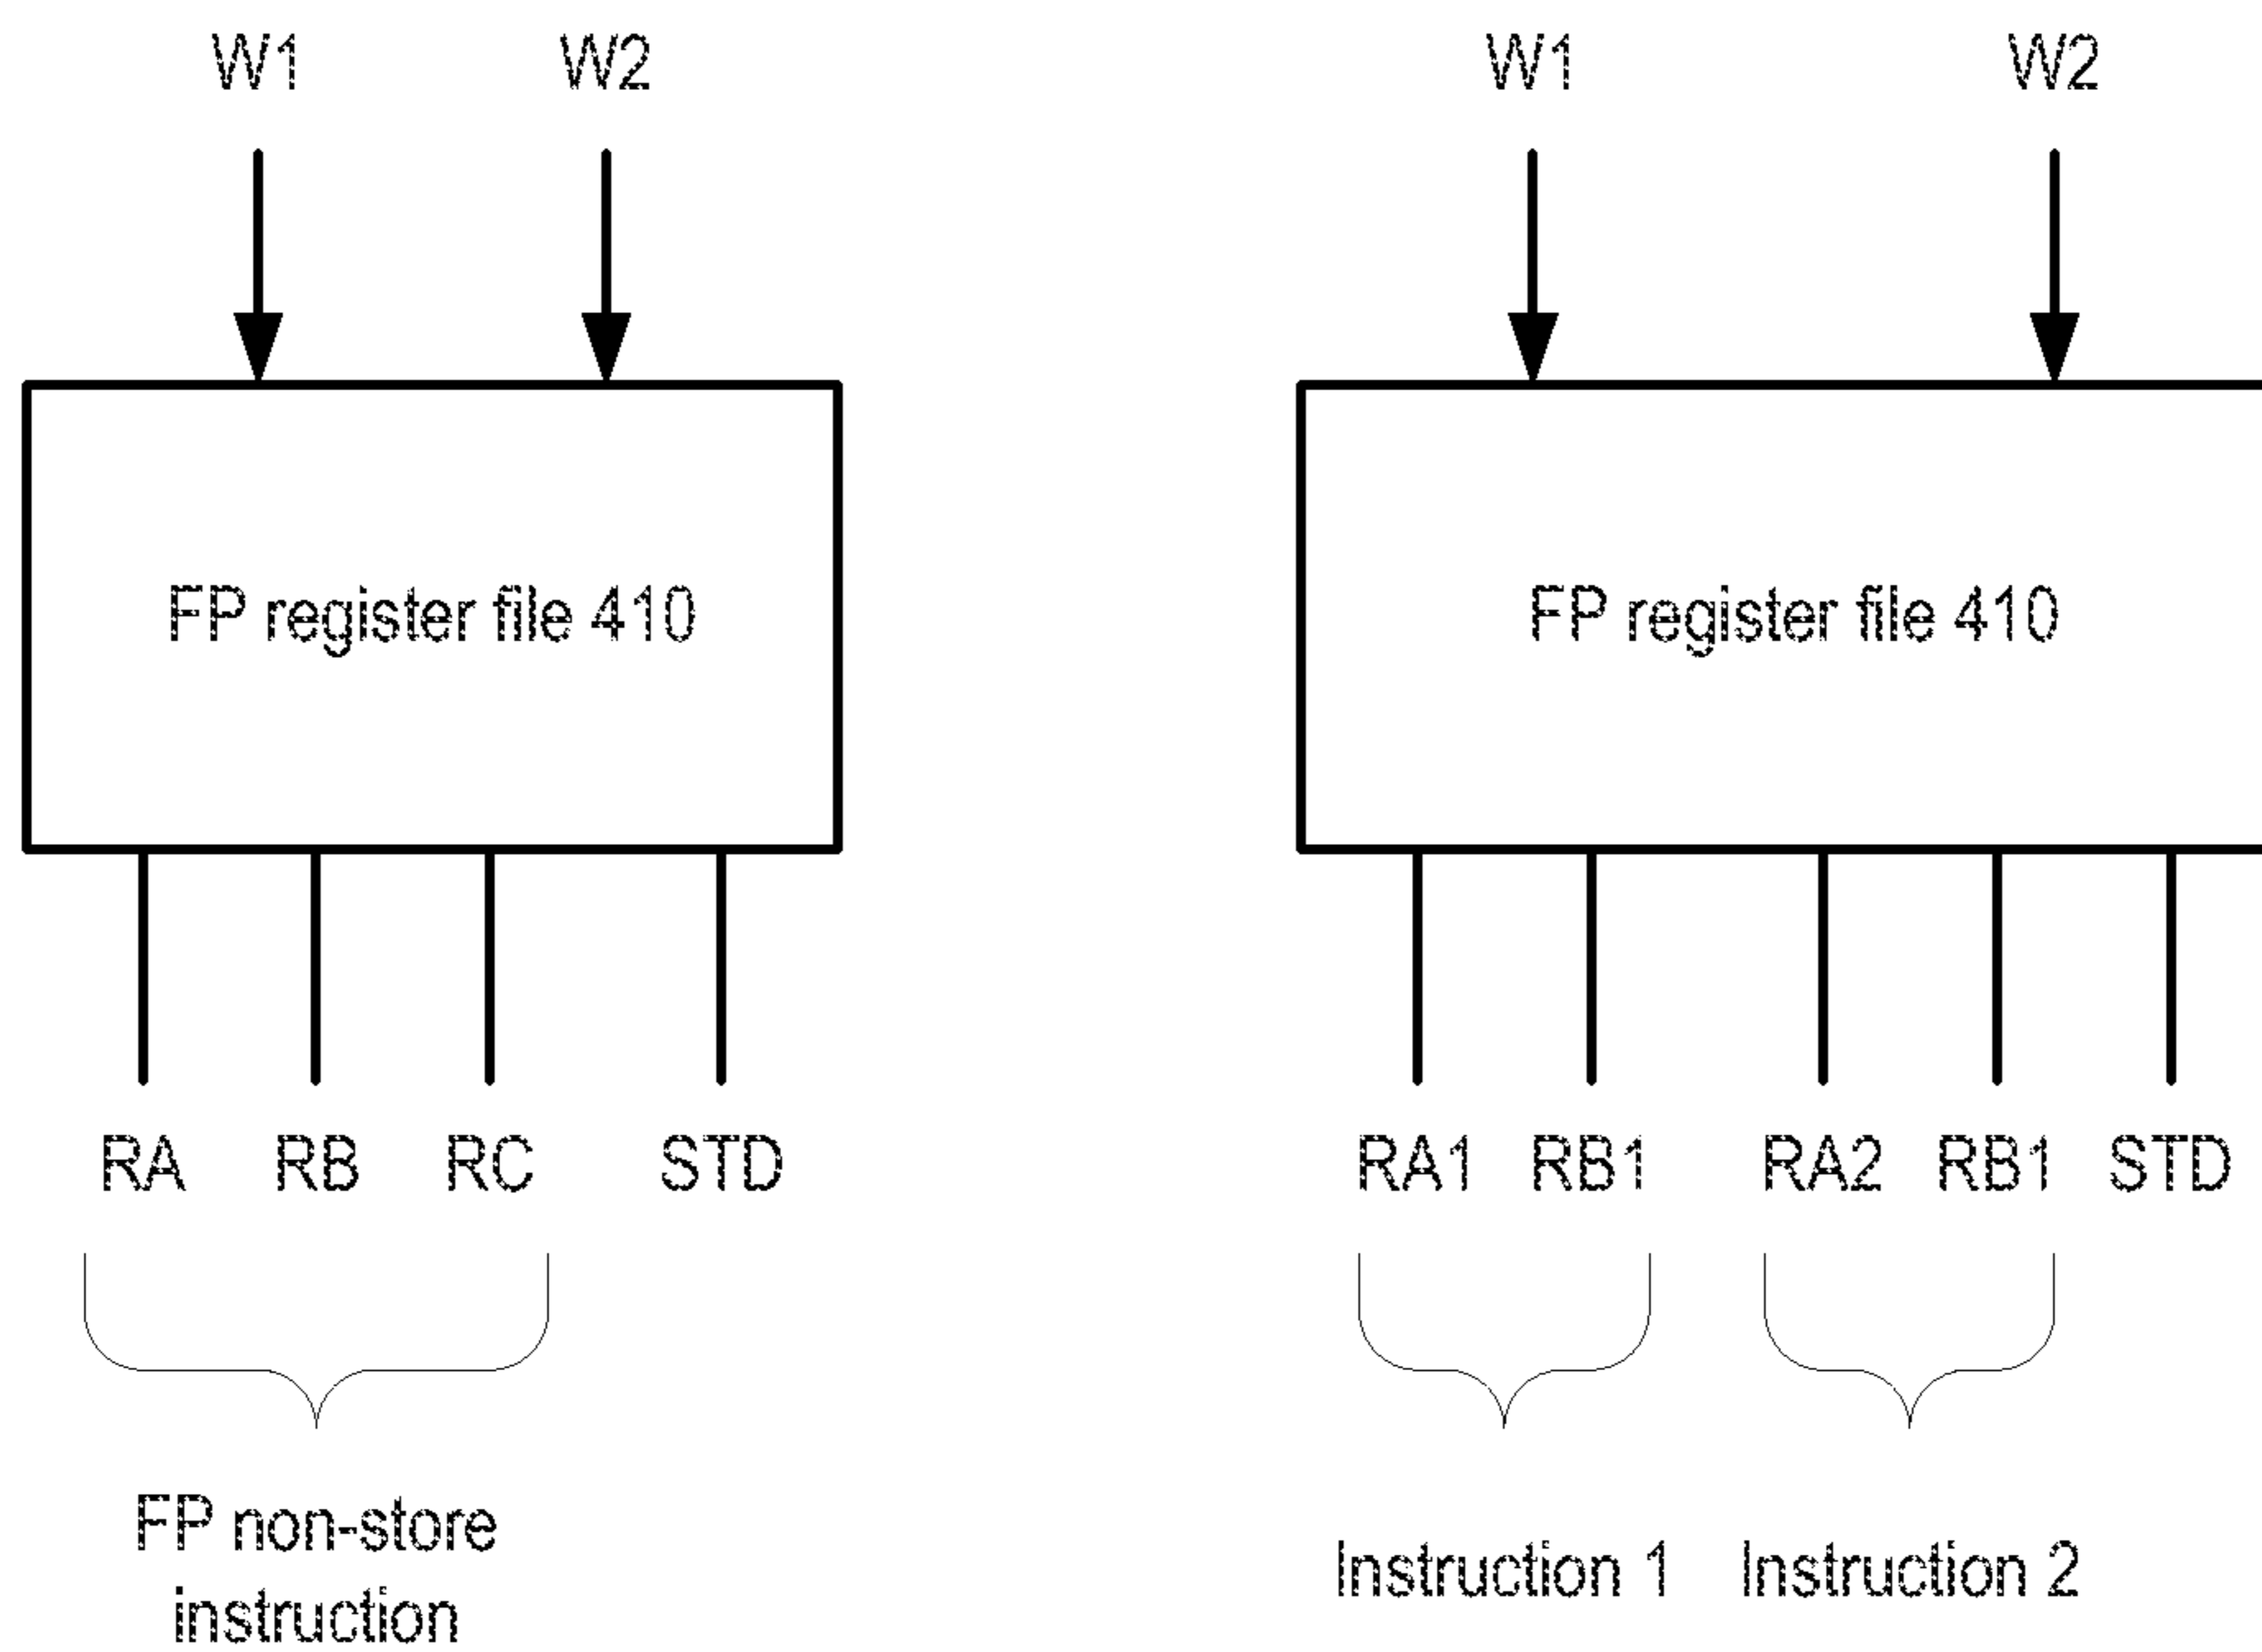 W1 W2 W1 W2
FP register file 410 FP register file 410
RA RB RC STD RA1 RB1 RA2 RB1 STD
FP non-store
instruction
Instruction 1 Instruction 2